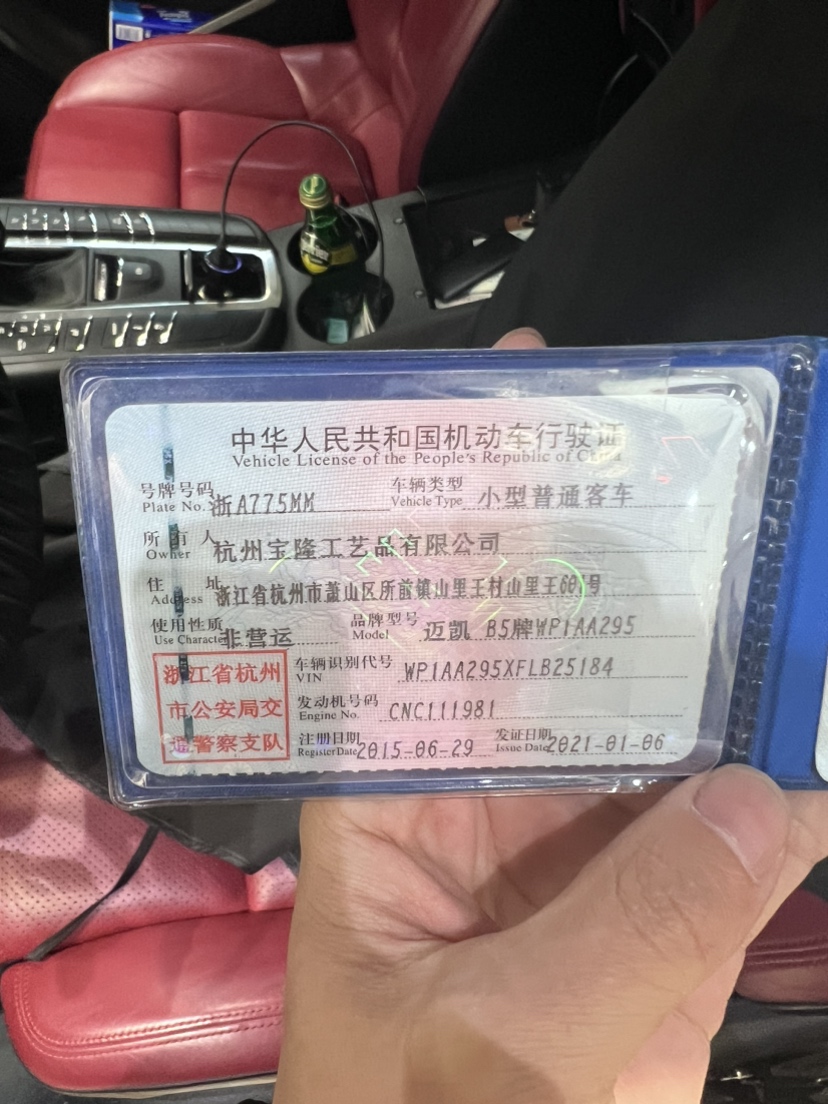 中华人民共和国机动车行驶证
Vehicle License of the People's Republic of China
号牌号码 浙A775MM 车辆类型 小型普通客车
Plate No. Vehicle Type
所有人 杭州宝隆工艺品有限公司
Owner
住址 浙江省杭州市萧山区所前镇山里王村山里王601号
Address
使用性质 非营运 品牌型号 迈凯 B5牌WP1AA295
Use Character Model
浙江省杭州
市公安局交
通警察支队
车辆识别代号 WP1AA295XFLB25184
VIN
发动机号码 CNC111981
Engine No.
注册日期 2015-06-29 发证日期 2021-01-06
Register Date Issue Date